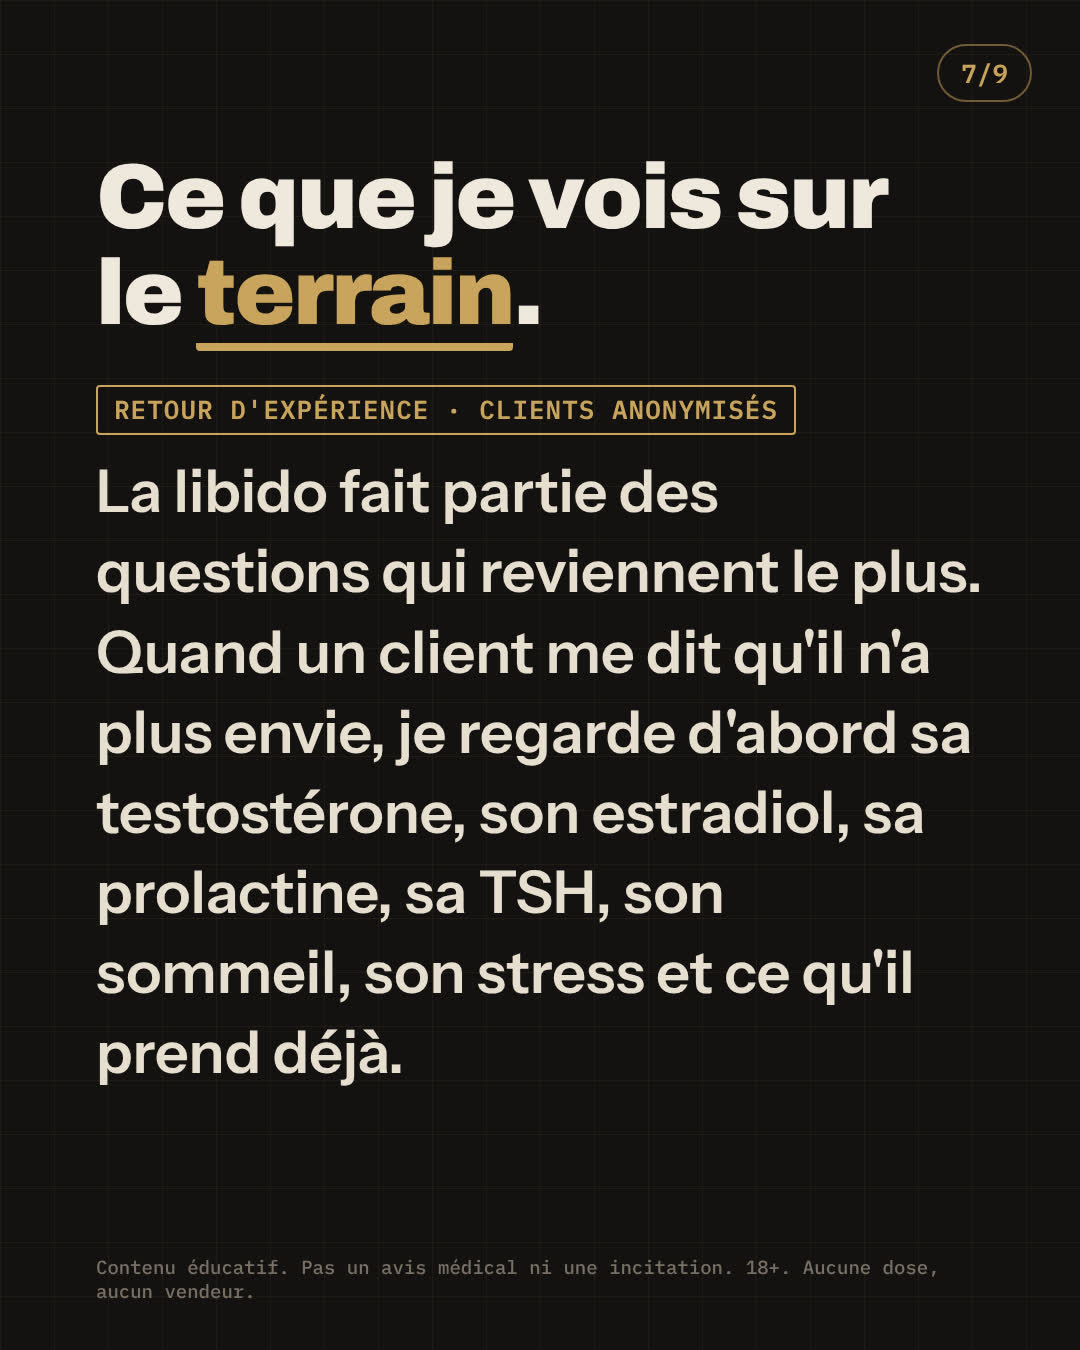 7/9
Ce que je vois sur
le terrain.
RETOUR D'EXPÉRIENCE · CLIENTS ANONYMISÉS
La libido fait partie des
questions qui reviennent le plus.
Quand un client me dit qu'il n'a
plus envie, je regarde d'abord sa
testostérone, son estradiol, sa
prolactine, sa TSH, son
sommeil, son stress et ce qu'il
prend déjà.
Contenu éducatif. Pas un avis médical ni une incitation. 18+. Aucune dose,
aucun vendeur.